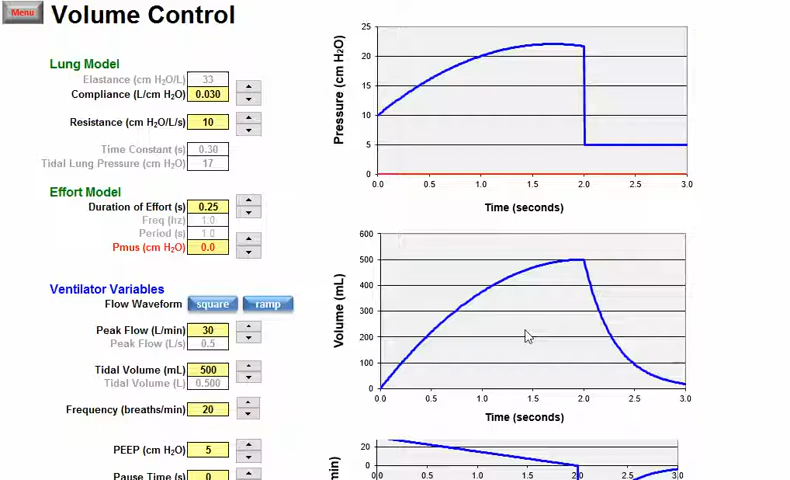 Menu
Volume Control
Lung Model
Elastance (cm H₂O/L) 33
Compliance (L/cm H₂O) 0.030
Resistance (cm H₂O/L/s) 10
Time Constant (s) 0.30
Tidal Lung Pressure (cm H₂O) 17
Effort Model
Duration of Effort (s) 0.25
Freq (hz) 1.0
Period (s) 1.0
Pmus (cm H₂O) 0.0
Ventilator Variables
Flow Waveform square ramp
Peak Flow (L/min) 30
Peak Flow (L/s) 0.5
Tidal Volume (mL) 500
Tidal Volume (L) 0.500
Frequency (breaths/min) 20
PEEP (cm H₂O) 5
Pause Time (s) 0
Pressure (cm H₂O)
25
20
15
10
5
0
0.0 0.5 1.0 1.5 2.0 2.5 3.0
Time (seconds)
Volume (mL)
600
500
400
300
200
100
0
0.0 0.5 1.0 1.5 2.0 2.5 3.0
Time (seconds)
min)
20
0
0.0 0.5 1.0 1.5 2.0 2.5 3.0